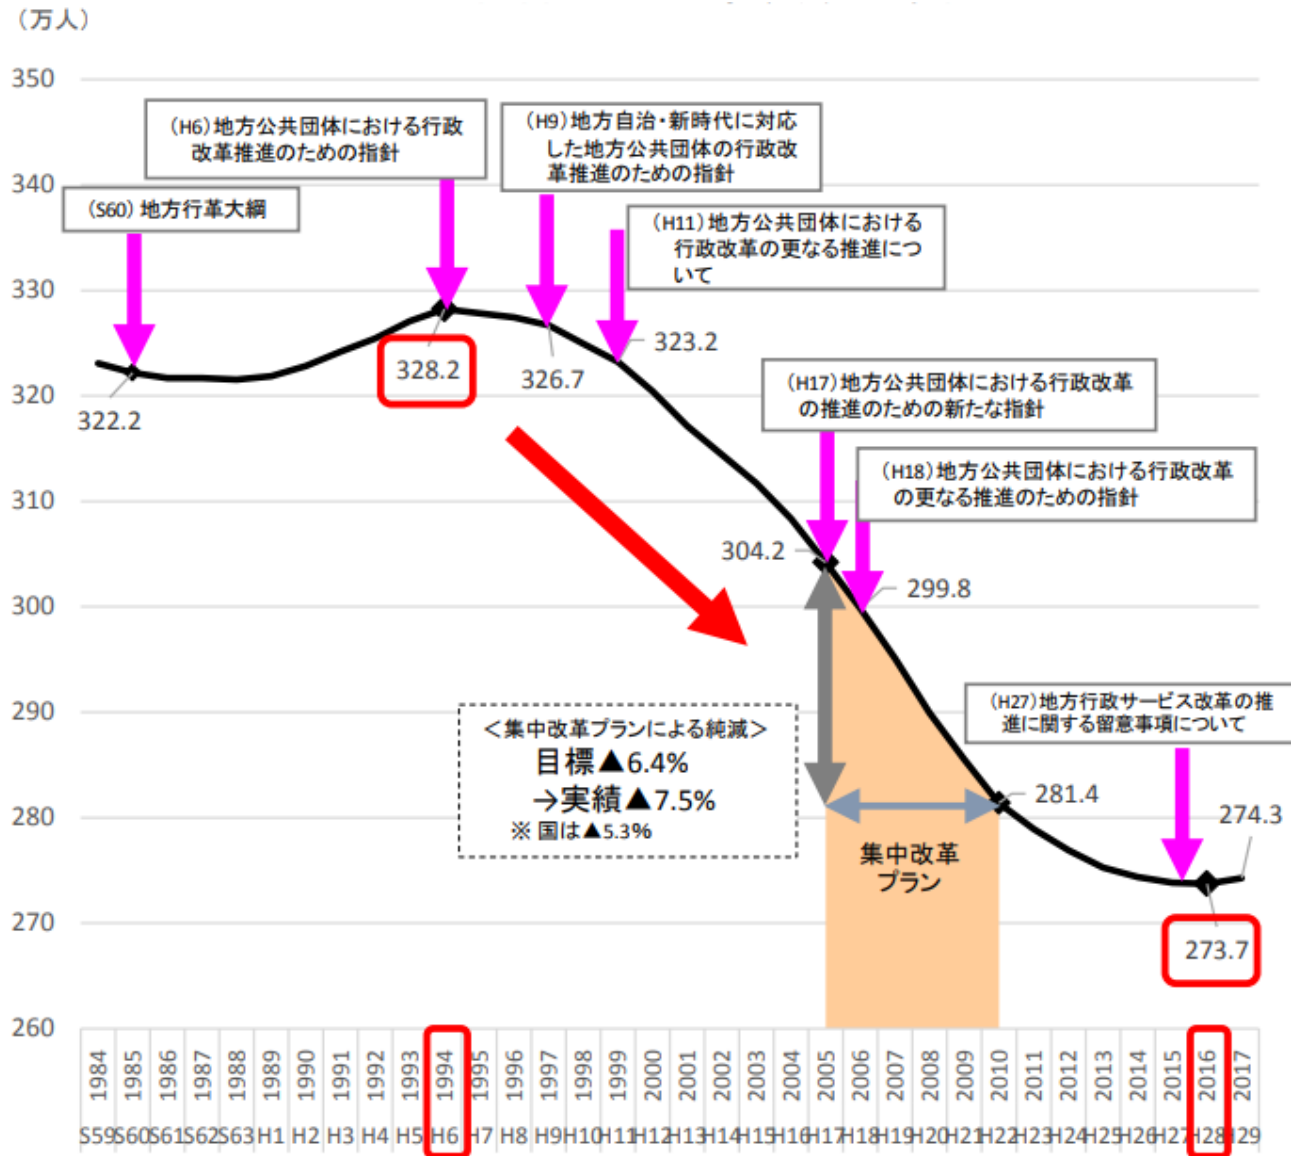 （万人）
350
340
330
320
310
300
290
280
270
260
（S60）地方行革大綱
（H6）地方公共団体における行政
改革推進のための指針
（H9）地方自治・新時代に対応
した地方公共団体の行政改
革推進のための指針
（H11）地方公共団体における
行政改革の更なる推進につ
いて
（H17）地方公共団体における行政改革
の推進のための新たな指針
（H18）地方公共団体における行政改革
の更なる推進のための指針
（H27）地方行政サービス改革の推
進に関する留意事項について
322.2
328.2
326.7
323.2
304.2
299.8
281.4
274.3
273.7
＜集中改革プランによる純減＞
目標▲6.4%
→実績▲7.5%
※国は▲5.3%
集中改革
プラン
1984 1985 1986 1987 1988 1989 1990 1991 1992 1993 1994 1995 1996 1997 1998 1999 2000 2001 2002 2003 2004 2005 2006 2007 2008 2009 2010 2011 2012 2013 2014 2015 2016 2017
S59 S60 S61 S62 S63 H1 H2 H3 H4 H5 H6 H7 H8 H9 H10 H11 H12 H13 H14 H15 H16 H17 H18 H19 H20 H21 H22 H23 H24 H25 H26 H27 H28 H29